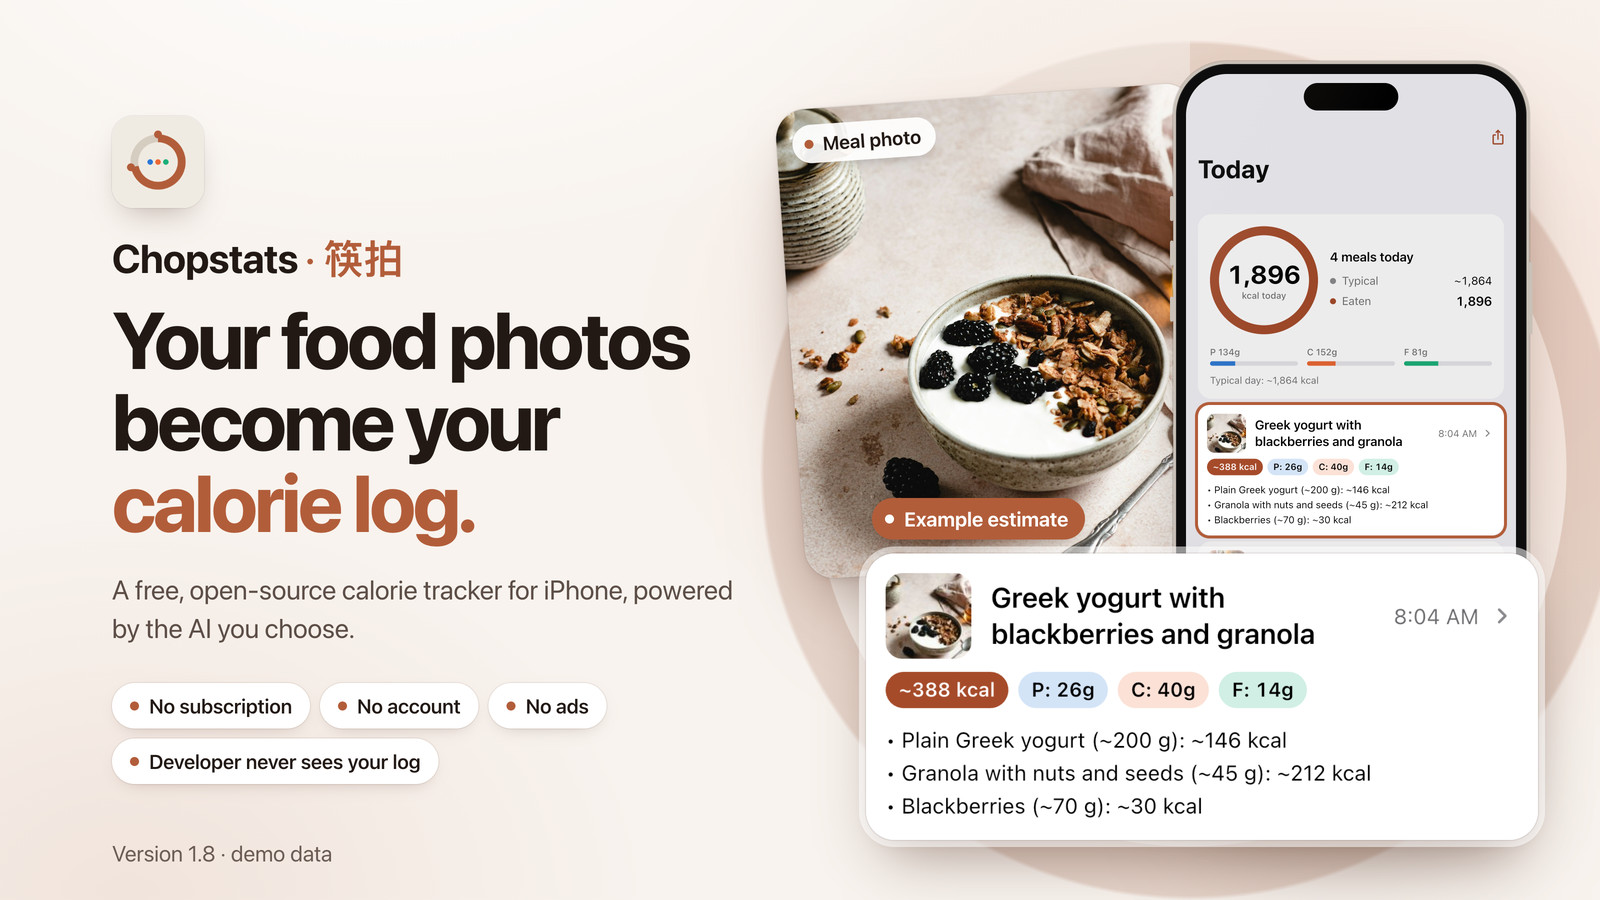 Chopstats · 筷拍
Your food photos
become your
calorie log.
A free, open-source calorie tracker for iPhone, powered
by the AI you choose.
No subscription
No account
No ads
Developer never sees your log
Version 1.8 · demo data
Meal photo
Example estimate
Today
1,896
kcal today
4 meals today
Typical ~1,864
Eaten 1,896
P 134g C 152g F 81g
Typical day: ~1,864 kcal
Greek yogurt with
blackberries and granola
8:04 AM
~388 kcal P: 26g C: 40g F: 14g
• Plain Greek yogurt (~200 g): ~146 kcal
• Granola with nuts and seeds (~45 g): ~212 kcal
• Blackberries (~70 g): ~30 kcal
Greek yogurt with
blackberries and granola
8:04 AM
~388 kcal P: 26g C: 40g F: 14g
• Plain Greek yogurt (~200 g): ~146 kcal
• Granola with nuts and seeds (~45 g): ~212 kcal
• Blackberries (~70 g): ~30 kcal